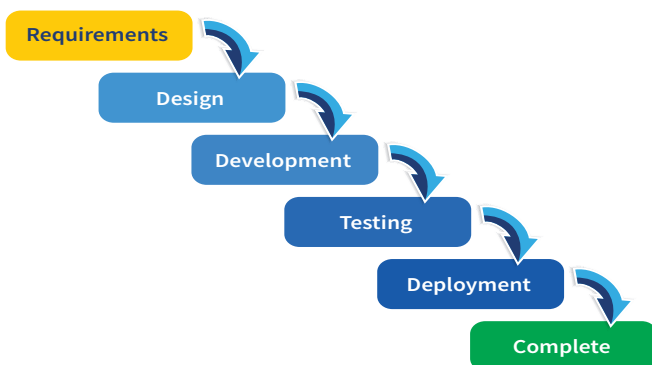 Requirements
Design
Development
Testing
Deployment
Complete